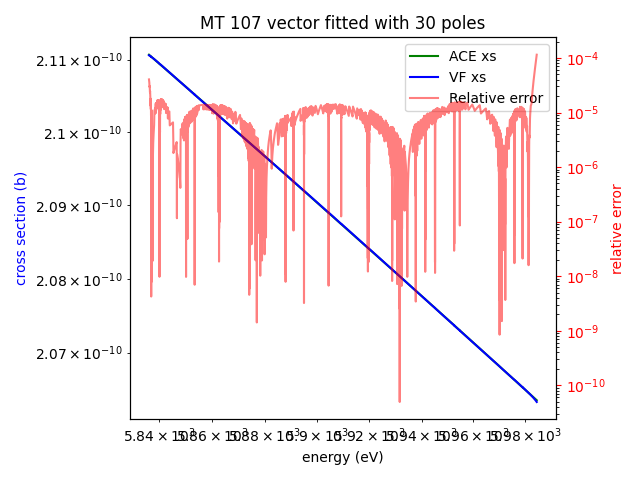 MT 107 vector fitted with 30 poles
ACE xs
VF xs
Relative error
cross section (b)
2.11 × 10⁻¹⁰
2.1 × 10⁻¹⁰
2.09 × 10⁻¹⁰
2.08 × 10⁻¹⁰
2.07 × 10⁻¹⁰
10⁻⁴
10⁻⁵
10⁻⁶
10⁻⁷
10⁻⁸
10⁻⁹
10⁻¹⁰
relative error
5.84 × 10³ 5.86 × 10³ 5.88 × 10³ 5.9 × 10³ 5.92 × 10³ 5.94 × 10³ 5.96 × 10³ 5.98 × 10³
energy (eV)